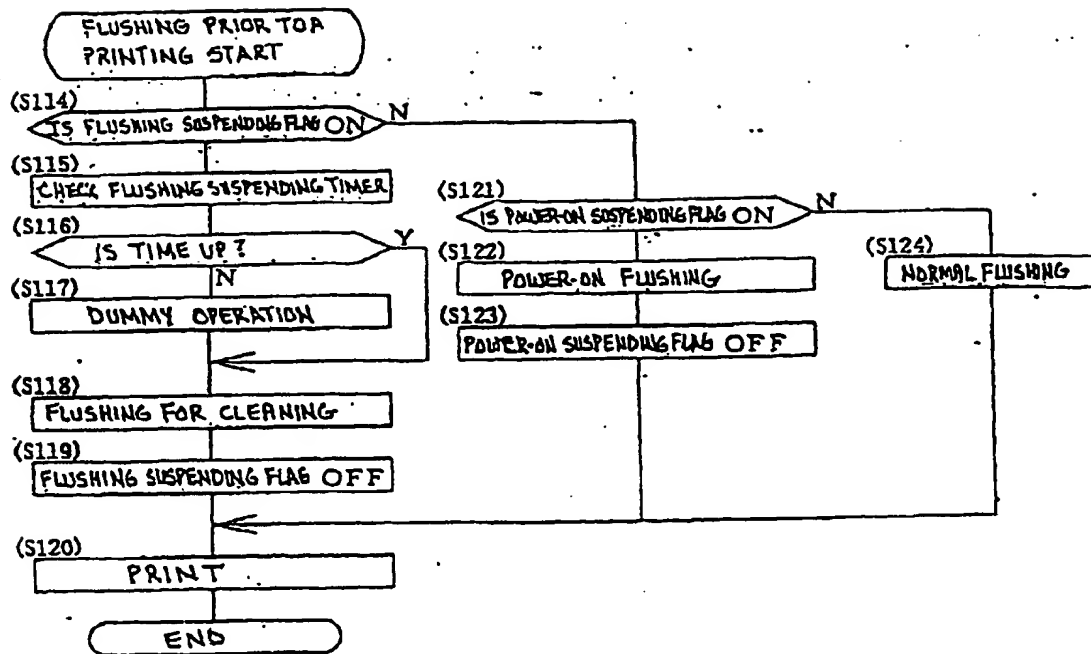 FLUSHING PRIOR TO A
PRINTING START
(S114)
IS FLUSHING SUSPENDING FLAG ON
N
(S115)
CHECK FLUSHING SUSPENDING TIMER
(S116)
IS TIME UP?
Y
N
(S117)
DUMMY OPERATION
(S118)
FLUSHING FOR CLEANING
(S119)
FLUSHING SUSPENDING FLAG OFF
(S121)
IS POWER-ON SUSPENDING FLAG ON
N
(S122)
POWER-ON FLUSHING
(S123)
POWER-ON SUSPENDING FLAG OFF
(S124)
NORMAL FLUSHING
(S120)
PRINT
END